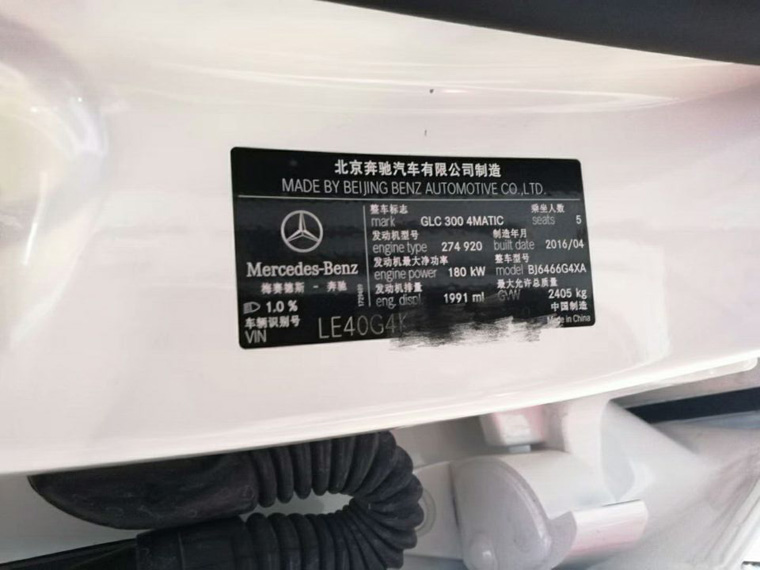 北京奔驰汽车有限公司制造
MADE BY BEIJING BENZ AUTOMOTIVE CO.,LTD.
Mercedes-Benz
梅赛德斯 - 奔驰
1.0 %
整车标志
mark GLC 300 4MATIC
乘坐人数
seats 5
发动机型号
engine type 274 920
制造年月
built date 2016/04
发动机最大净功率
engine power 180 kW
整车型号
model BJ6466G4XA
发动机排量
eng. displ 1991 ml
最大允许总质量
GVW 2405 kg
车辆识别号
VIN LE40G4K
中国制造
Made in China